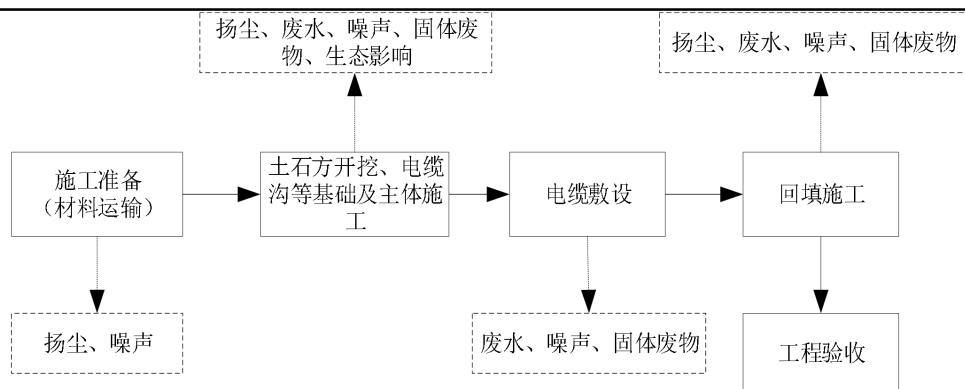 扬尘、废水、噪声、固体废
物、生态影响
扬尘、废水、噪声、固体废物
施工准备
（材料运输）
土石方开挖、电缆
沟等基础及主体施
工
电缆敷设
回填施工
扬尘、噪声
废水、噪声、固体废物
工程验收